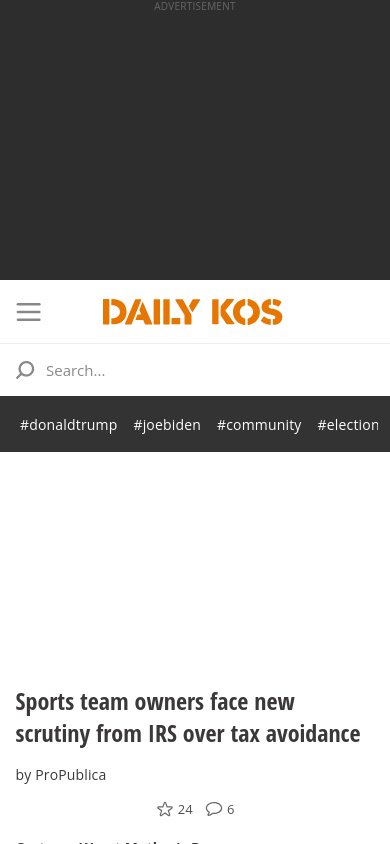 ADVERTISEMENT
DAILY KOS
Search...
#donaldtrump #joebiden #community #election
Sports team owners face new
scrutiny from IRS over tax avoidance
by ProPublica
24 6